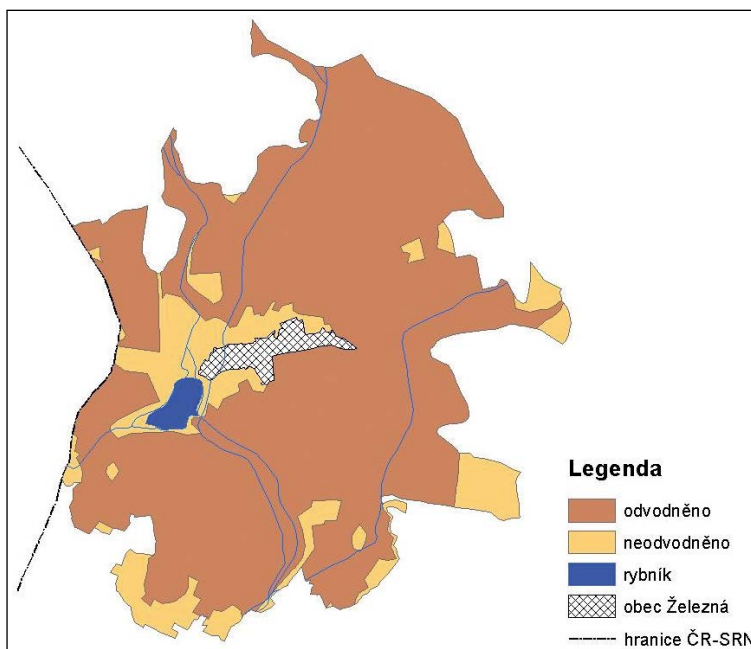 Legenda
odvodněno
neodvodněno
rybník
obec Železná
hranice ČR-SRN